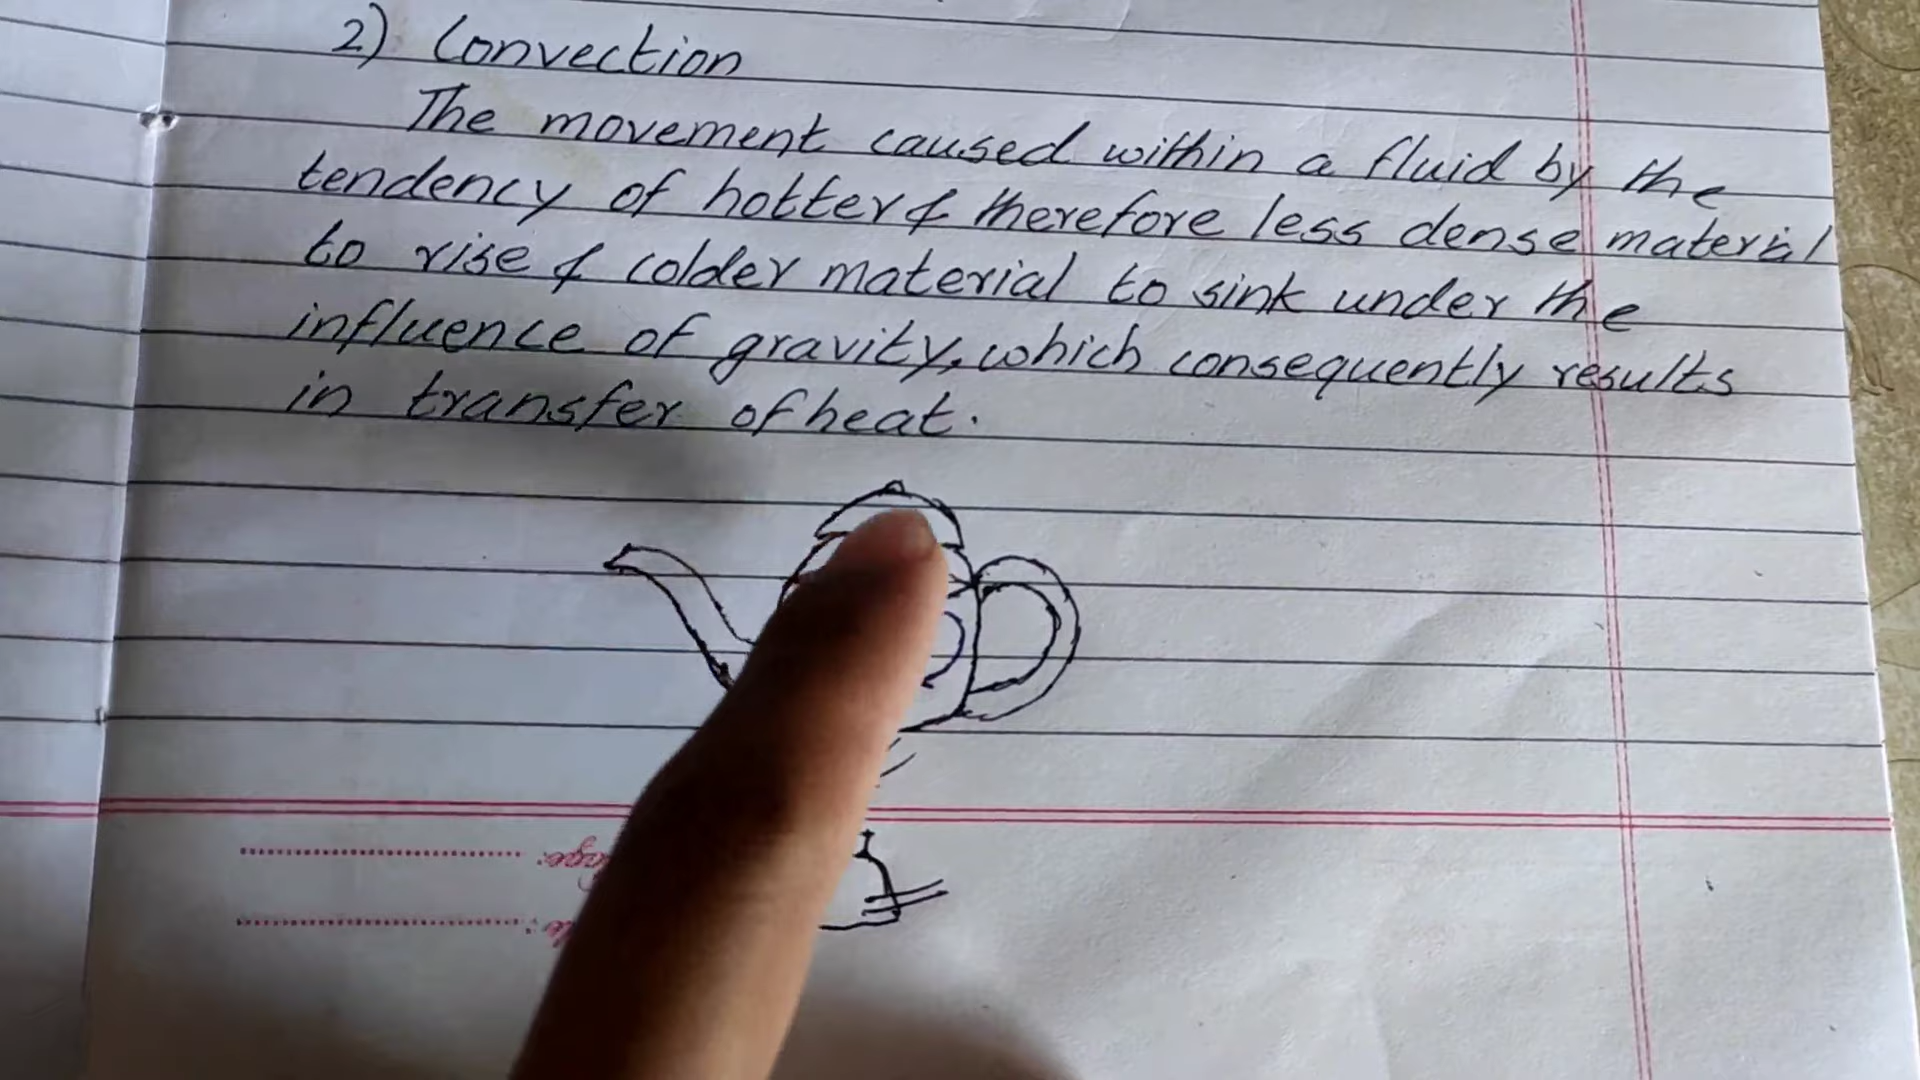 2) Convection
The movement caused within a fluid by the
tendency of hotter & therefore less dense material
to rise & colder material to sink under the
influence of gravity, which consequently results
in transfer of heat.